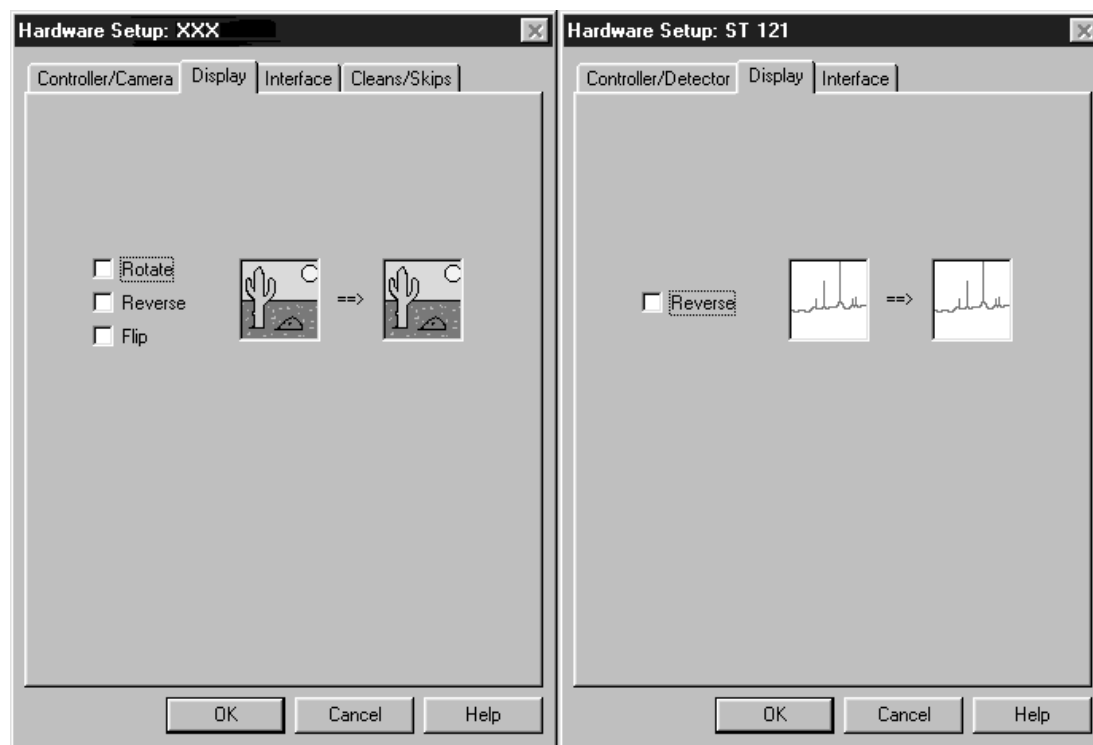 Hardware Setup: XXX
Controller/Camera Display Interface Cleans/Skips
Rotate
Reverse
Flip
==>
OK Cancel Help
Hardware Setup: ST 121
Controller/Detector Display Interface
Reverse
==>
OK Cancel Help